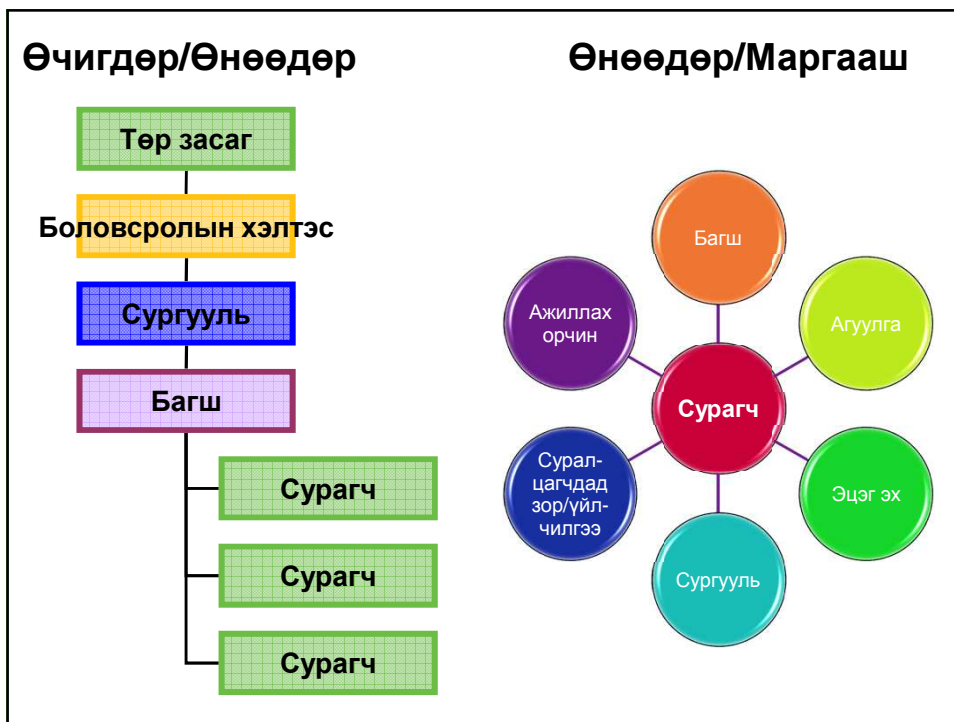 Өчигдөр/Өнөөдөр
Төр засаг
Боловсролын хэлтэс
Сургууль
Багш
Сурагч
Сурагч
Сурагч
Өнөөдөр/Маргааш
Багш
Агуулга
Эцэг эх
Сургууль
Сурал-
цагчдад
зор/үйл-
чилгээ
Ажиллах
орчин
Сурагч